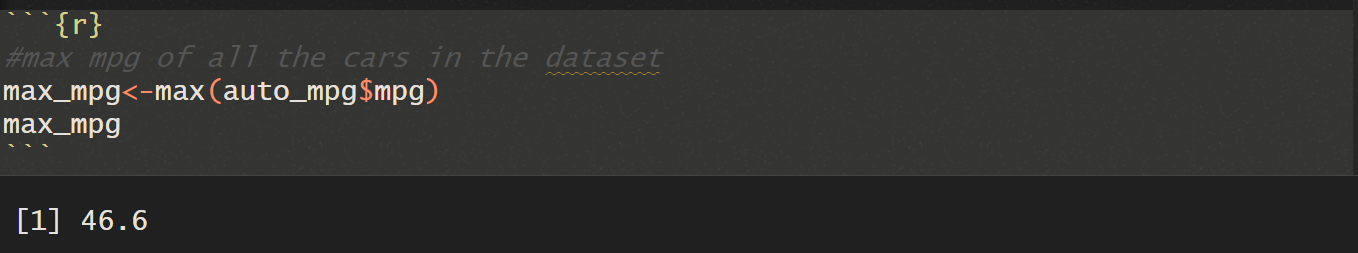 ```{r}
#max mpg of all the cars in the dataset
max_mpg<-max(auto_mpg$mpg)
max_mpg
```
[1] 46.6